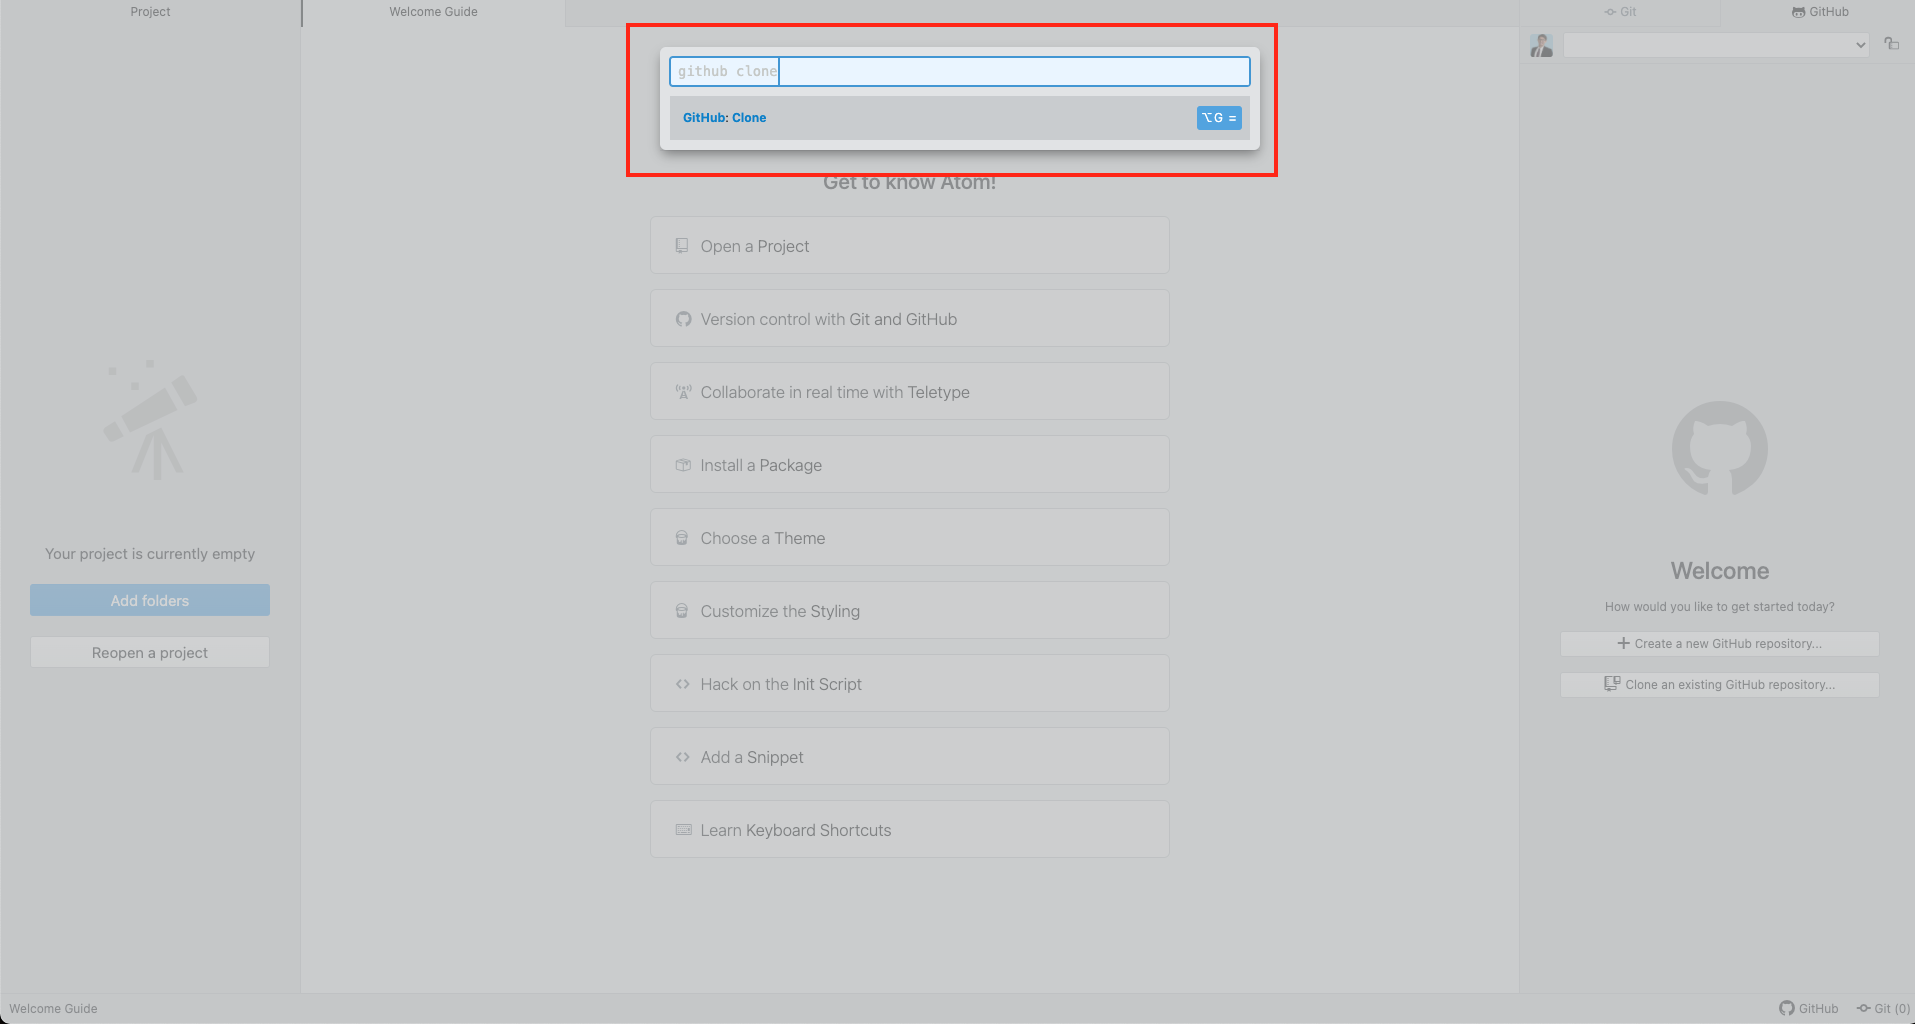 Project
Welcome Guide
Git
GitHub
github clone
GitHub: Clone
⌥G =
Get to know Atom!
Open a Project
Version control with Git and GitHub
Collaborate in real time with Teletype
Install a Package
Choose a Theme
Customize the Styling
Hack on the Init Script
Add a Snippet
Learn Keyboard Shortcuts
Your project is currently empty
Add folders
Reopen a project
Welcome
How would you like to get started today?
Create a new GitHub repository...
Clone an existing GitHub repository...
Welcome Guide
GitHub
Git (0)